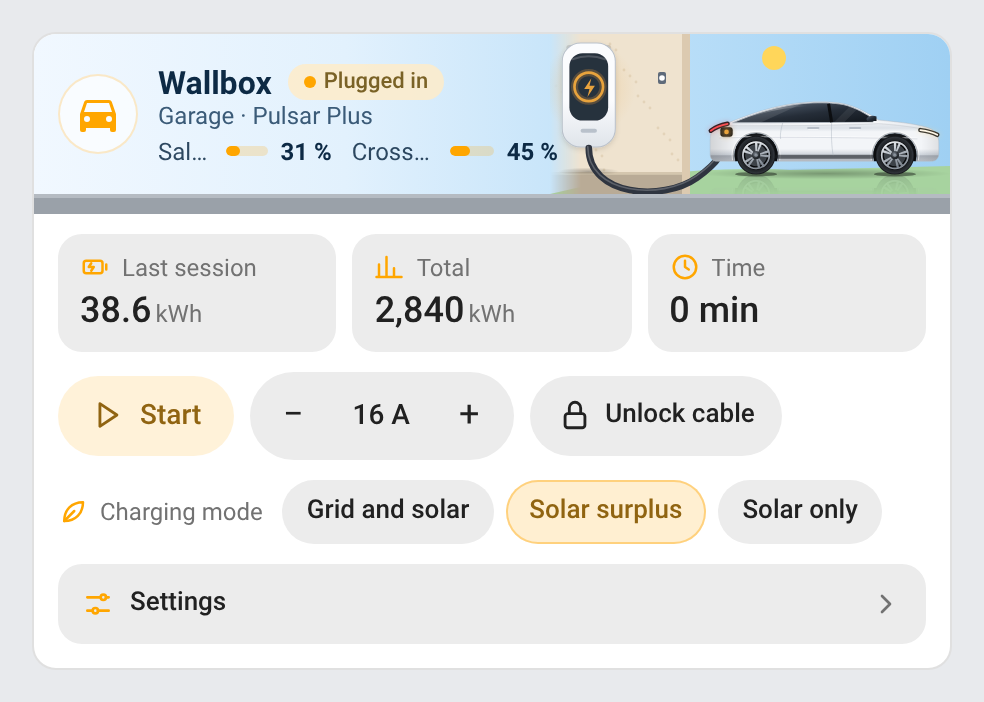 Wallbox Plugged in
Garage · Pulsar Plus
Sal... 31 % Cross... 45 %
Last session Total Time
38.6 kWh 2,840 kWh 0 min
Start − 16 A + Unlock cable
Charging mode Grid and solar Solar surplus Solar only
Settings